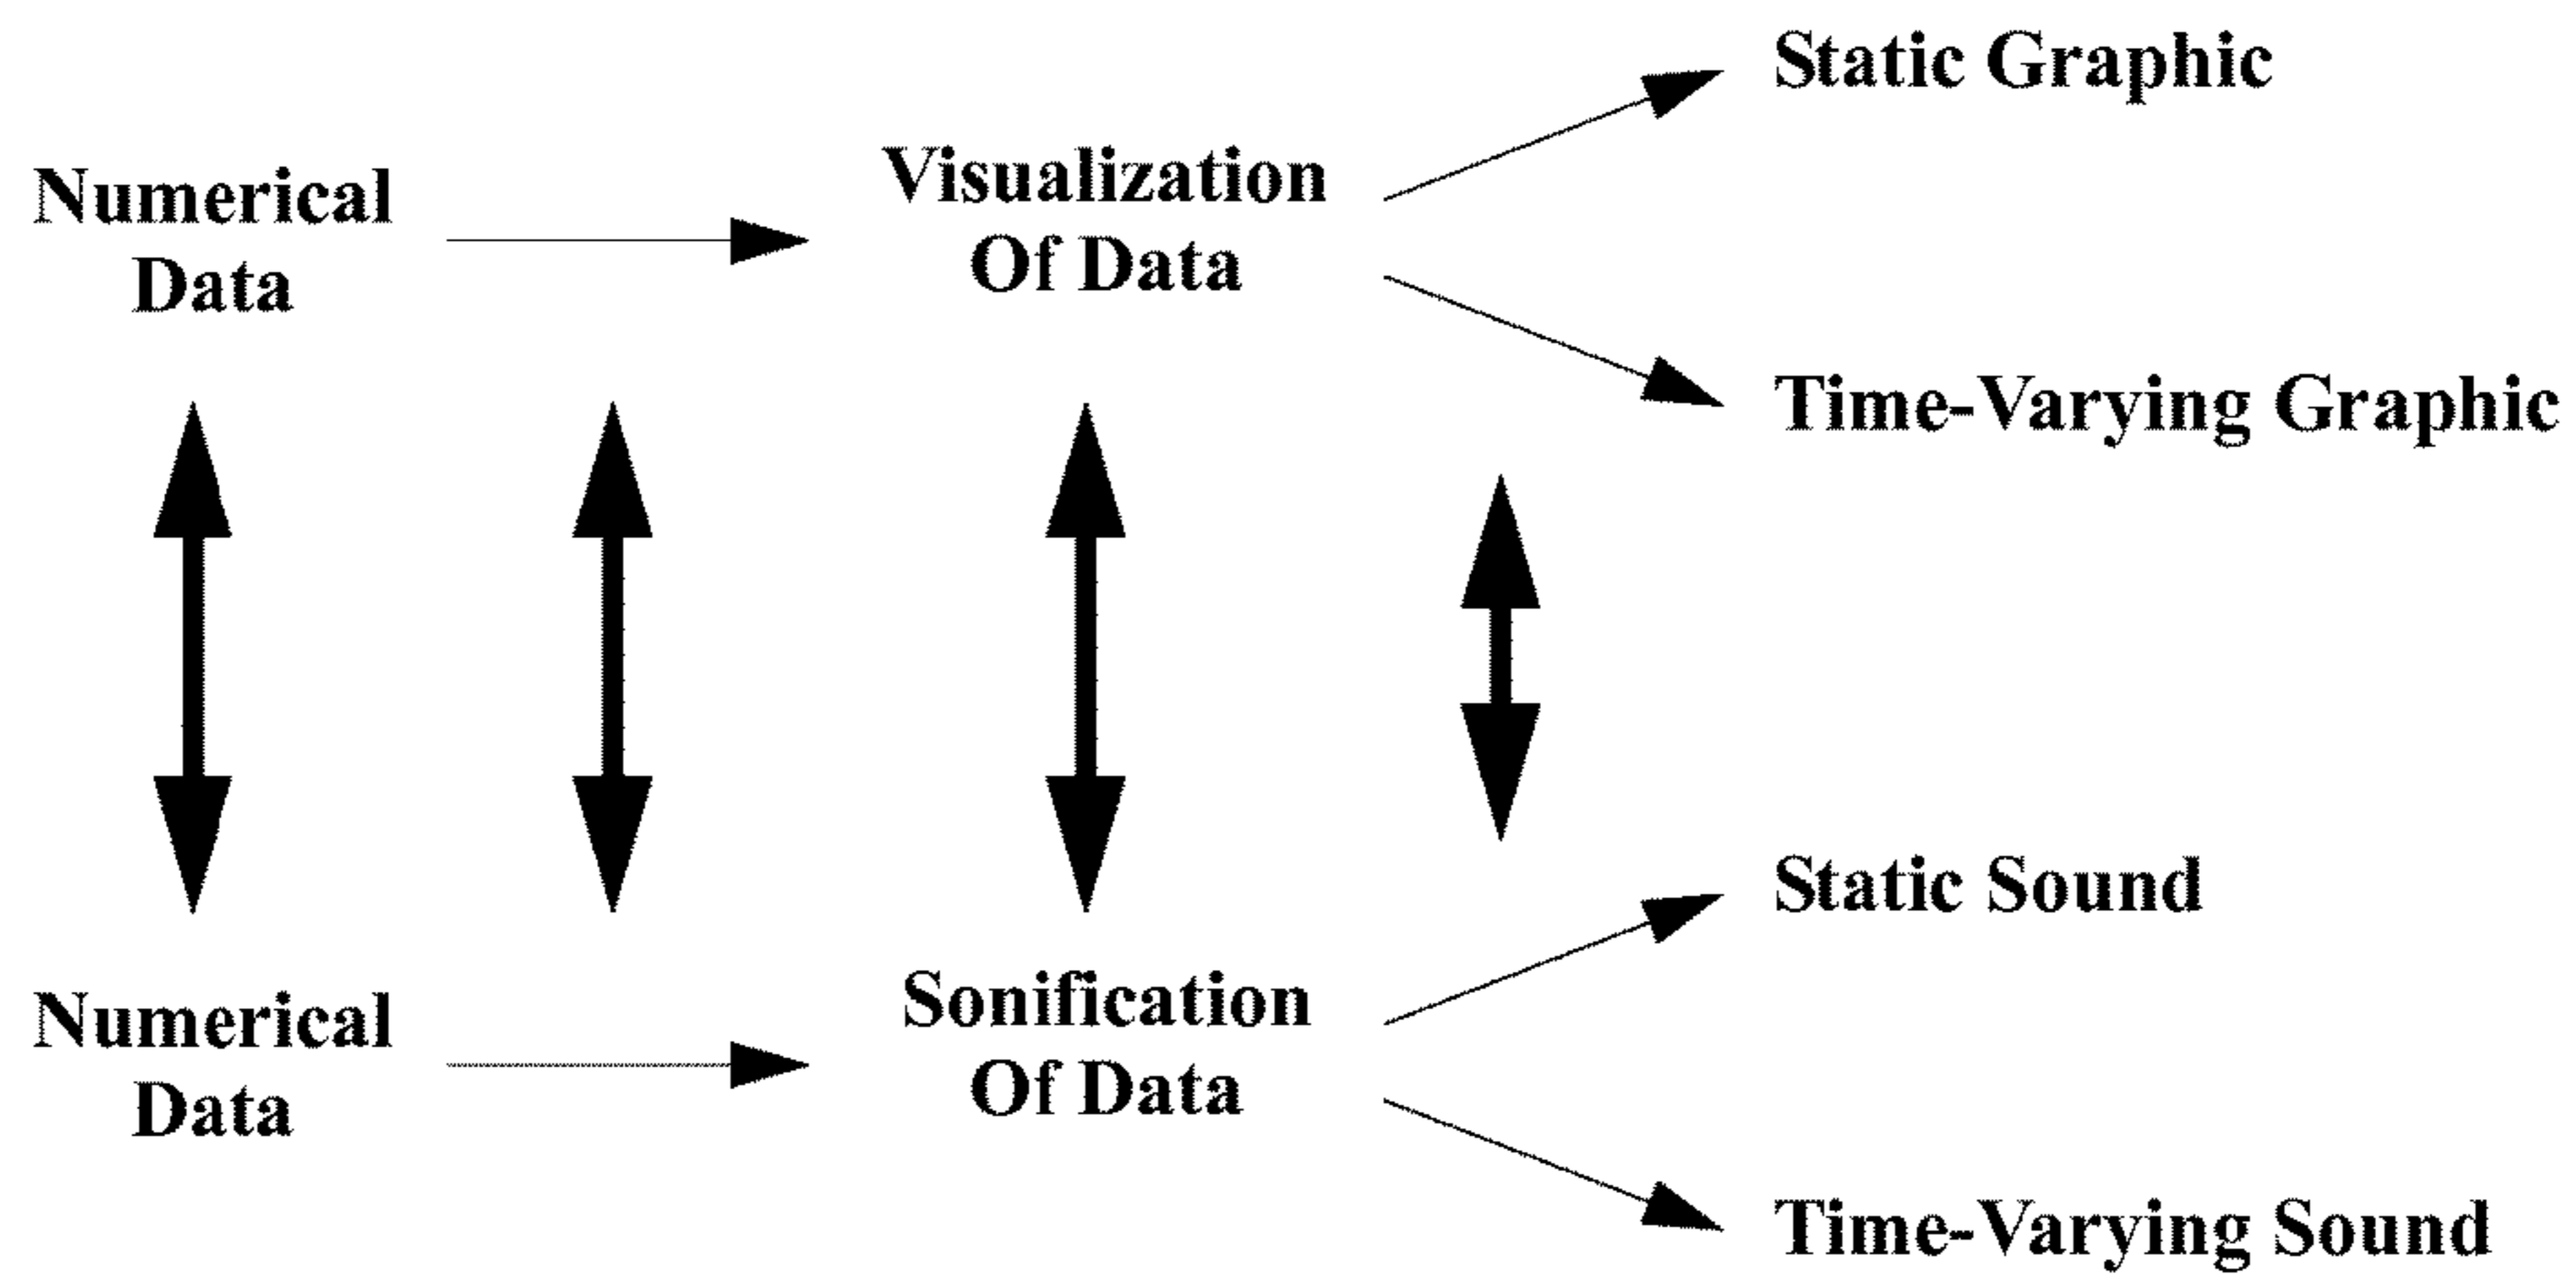 Numerical
Data
Visualization
Of Data
Static Graphic
Time-Varying Graphic
Numerical
Data
Sonification
Of Data
Static Sound
Time-Varying Sound